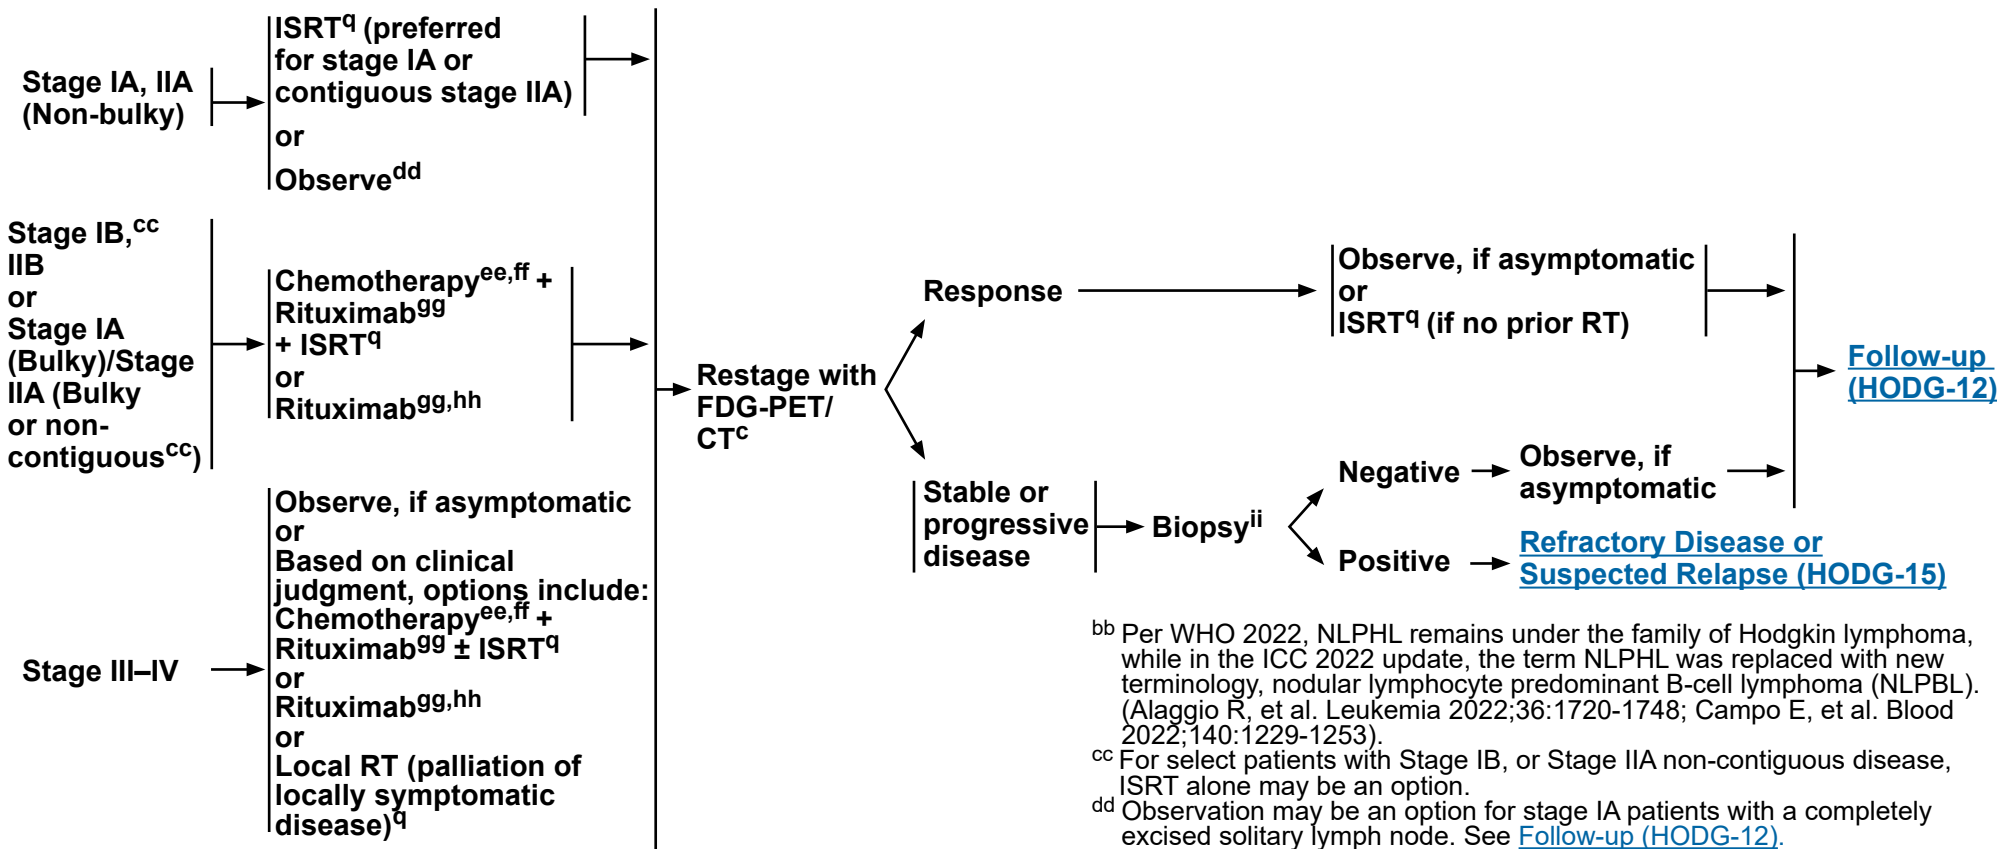 Stage IA, IIA
(Non-bulky)
ISRTq (preferred
for stage IA or
contiguous stage IIA)
or
Observedd
Stage IB,cc
IIB
or
Stage IA
(Bulky)/Stage
IIA (Bulky
or non-
contiguouscc)
Chemotherapyee,ff +
Rituximabgg
+ ISRTq
or
Rituximabgg,hh
Stage III–IV
Observe, if asymptomatic
or
Based on clinical
judgment, options include:
Chemotherapyee,ff +
Rituximabgg ± ISRTq
or
Rituximabgg,hh
or
Local RT (palliation of
locally symptomatic
disease)q
Restage with
FDG-PET/
CTc
Response
Observe, if asymptomatic
or
ISRTq (if no prior RT)
Stable or
progressive
disease
Biopsyii
Negative
Observe, if
asymptomatic
Positive
Refractory Disease or
Suspected Relapse (HODG-15)
Follow-up
(HODG-12)
bb Per WHO 2022, NLPHL remains under the family of Hodgkin lymphoma,
while in the ICC 2022 update, the term NLPHL was replaced with new
terminology, nodular lymphocyte predominant B-cell lymphoma (NLPBL).
(Alaggio R, et al. Leukemia 2022;36:1720-1748; Campo E, et al. Blood
2022;140:1229-1253).
cc For select patients with Stage IB, or Stage IIA non-contiguous disease,
ISRT alone may be an option.
dd Observation may be an option for stage IA patients with a completely
excised solitary lymph node. See Follow-up (HODG-12).